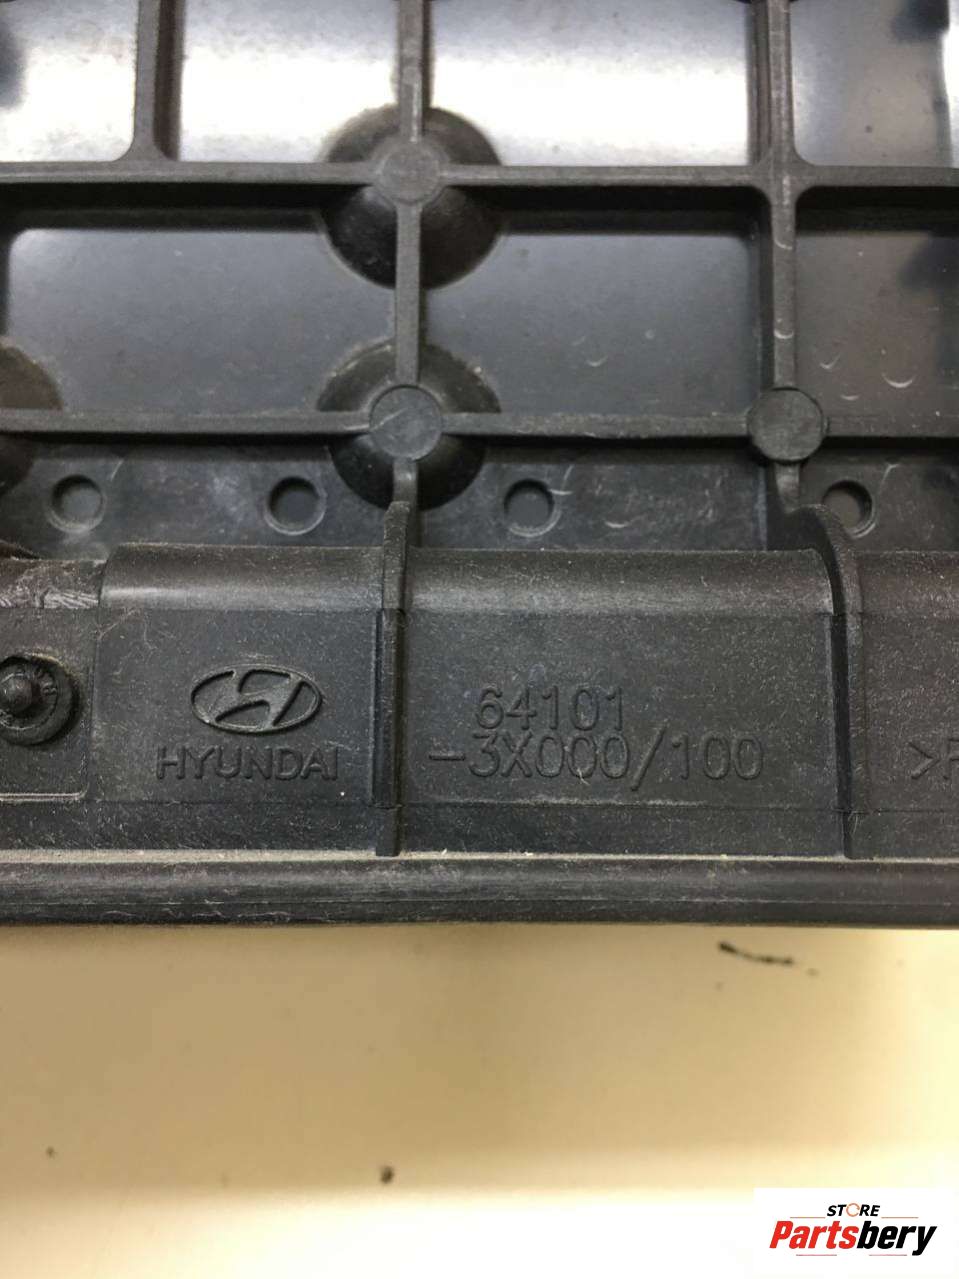 64101
HYUNDAI
-3X000/100
STORE
Partsbery